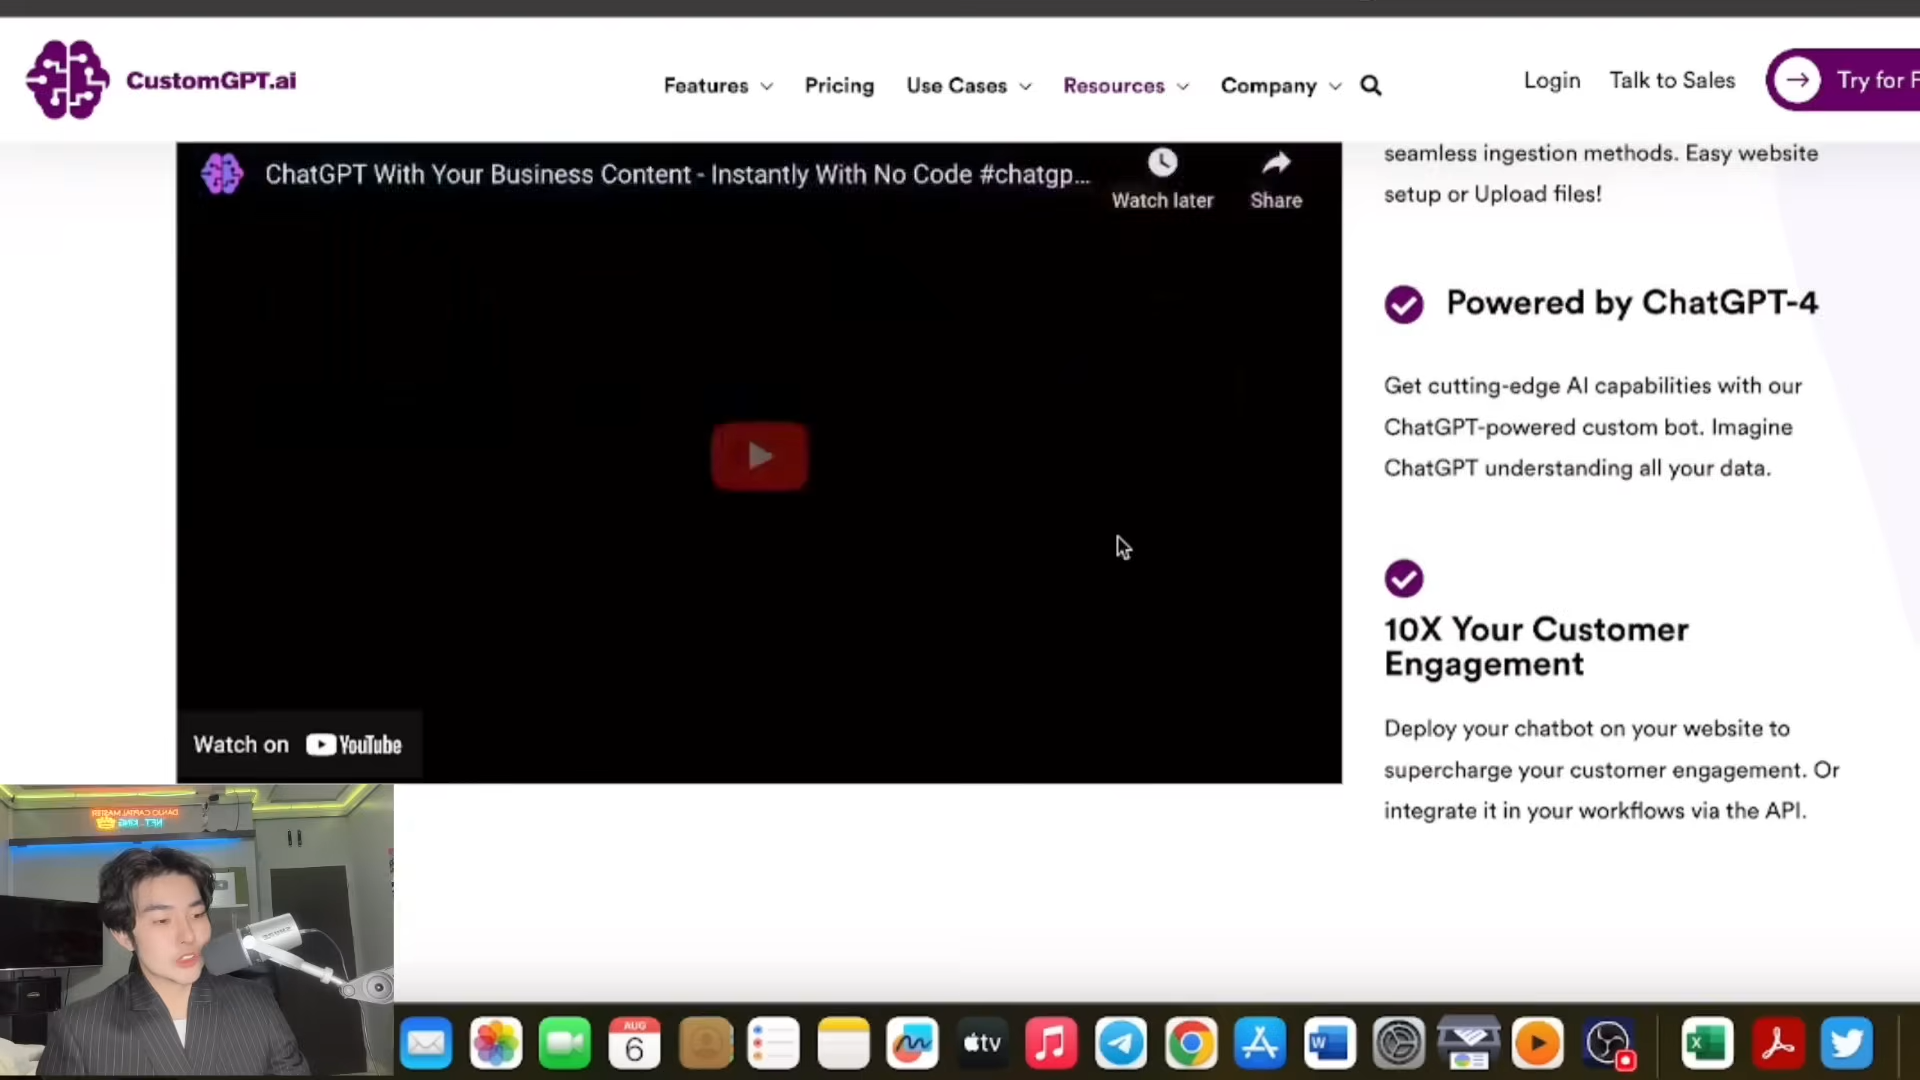 CustomGPT.ai
Features
Pricing
Use Cases
Resources
Company
Login
Talk to Sales
Try for F
ChatGPT With Your Business Content - Instantly With No Code #chatgp...
Watch later
Share
Watch on YouTube
seamless ingestion methods. Easy website
setup or Upload files!
Powered by ChatGPT-4
Get cutting-edge AI capabilities with our
ChatGPT-powered custom bot. Imagine
ChatGPT understanding all your data.
10X Your Customer
Engagement
Deploy your chatbot on your website to
supercharge your customer engagement. Or
integrate it in your workflows via the API.
AUG
6
tv
W
X